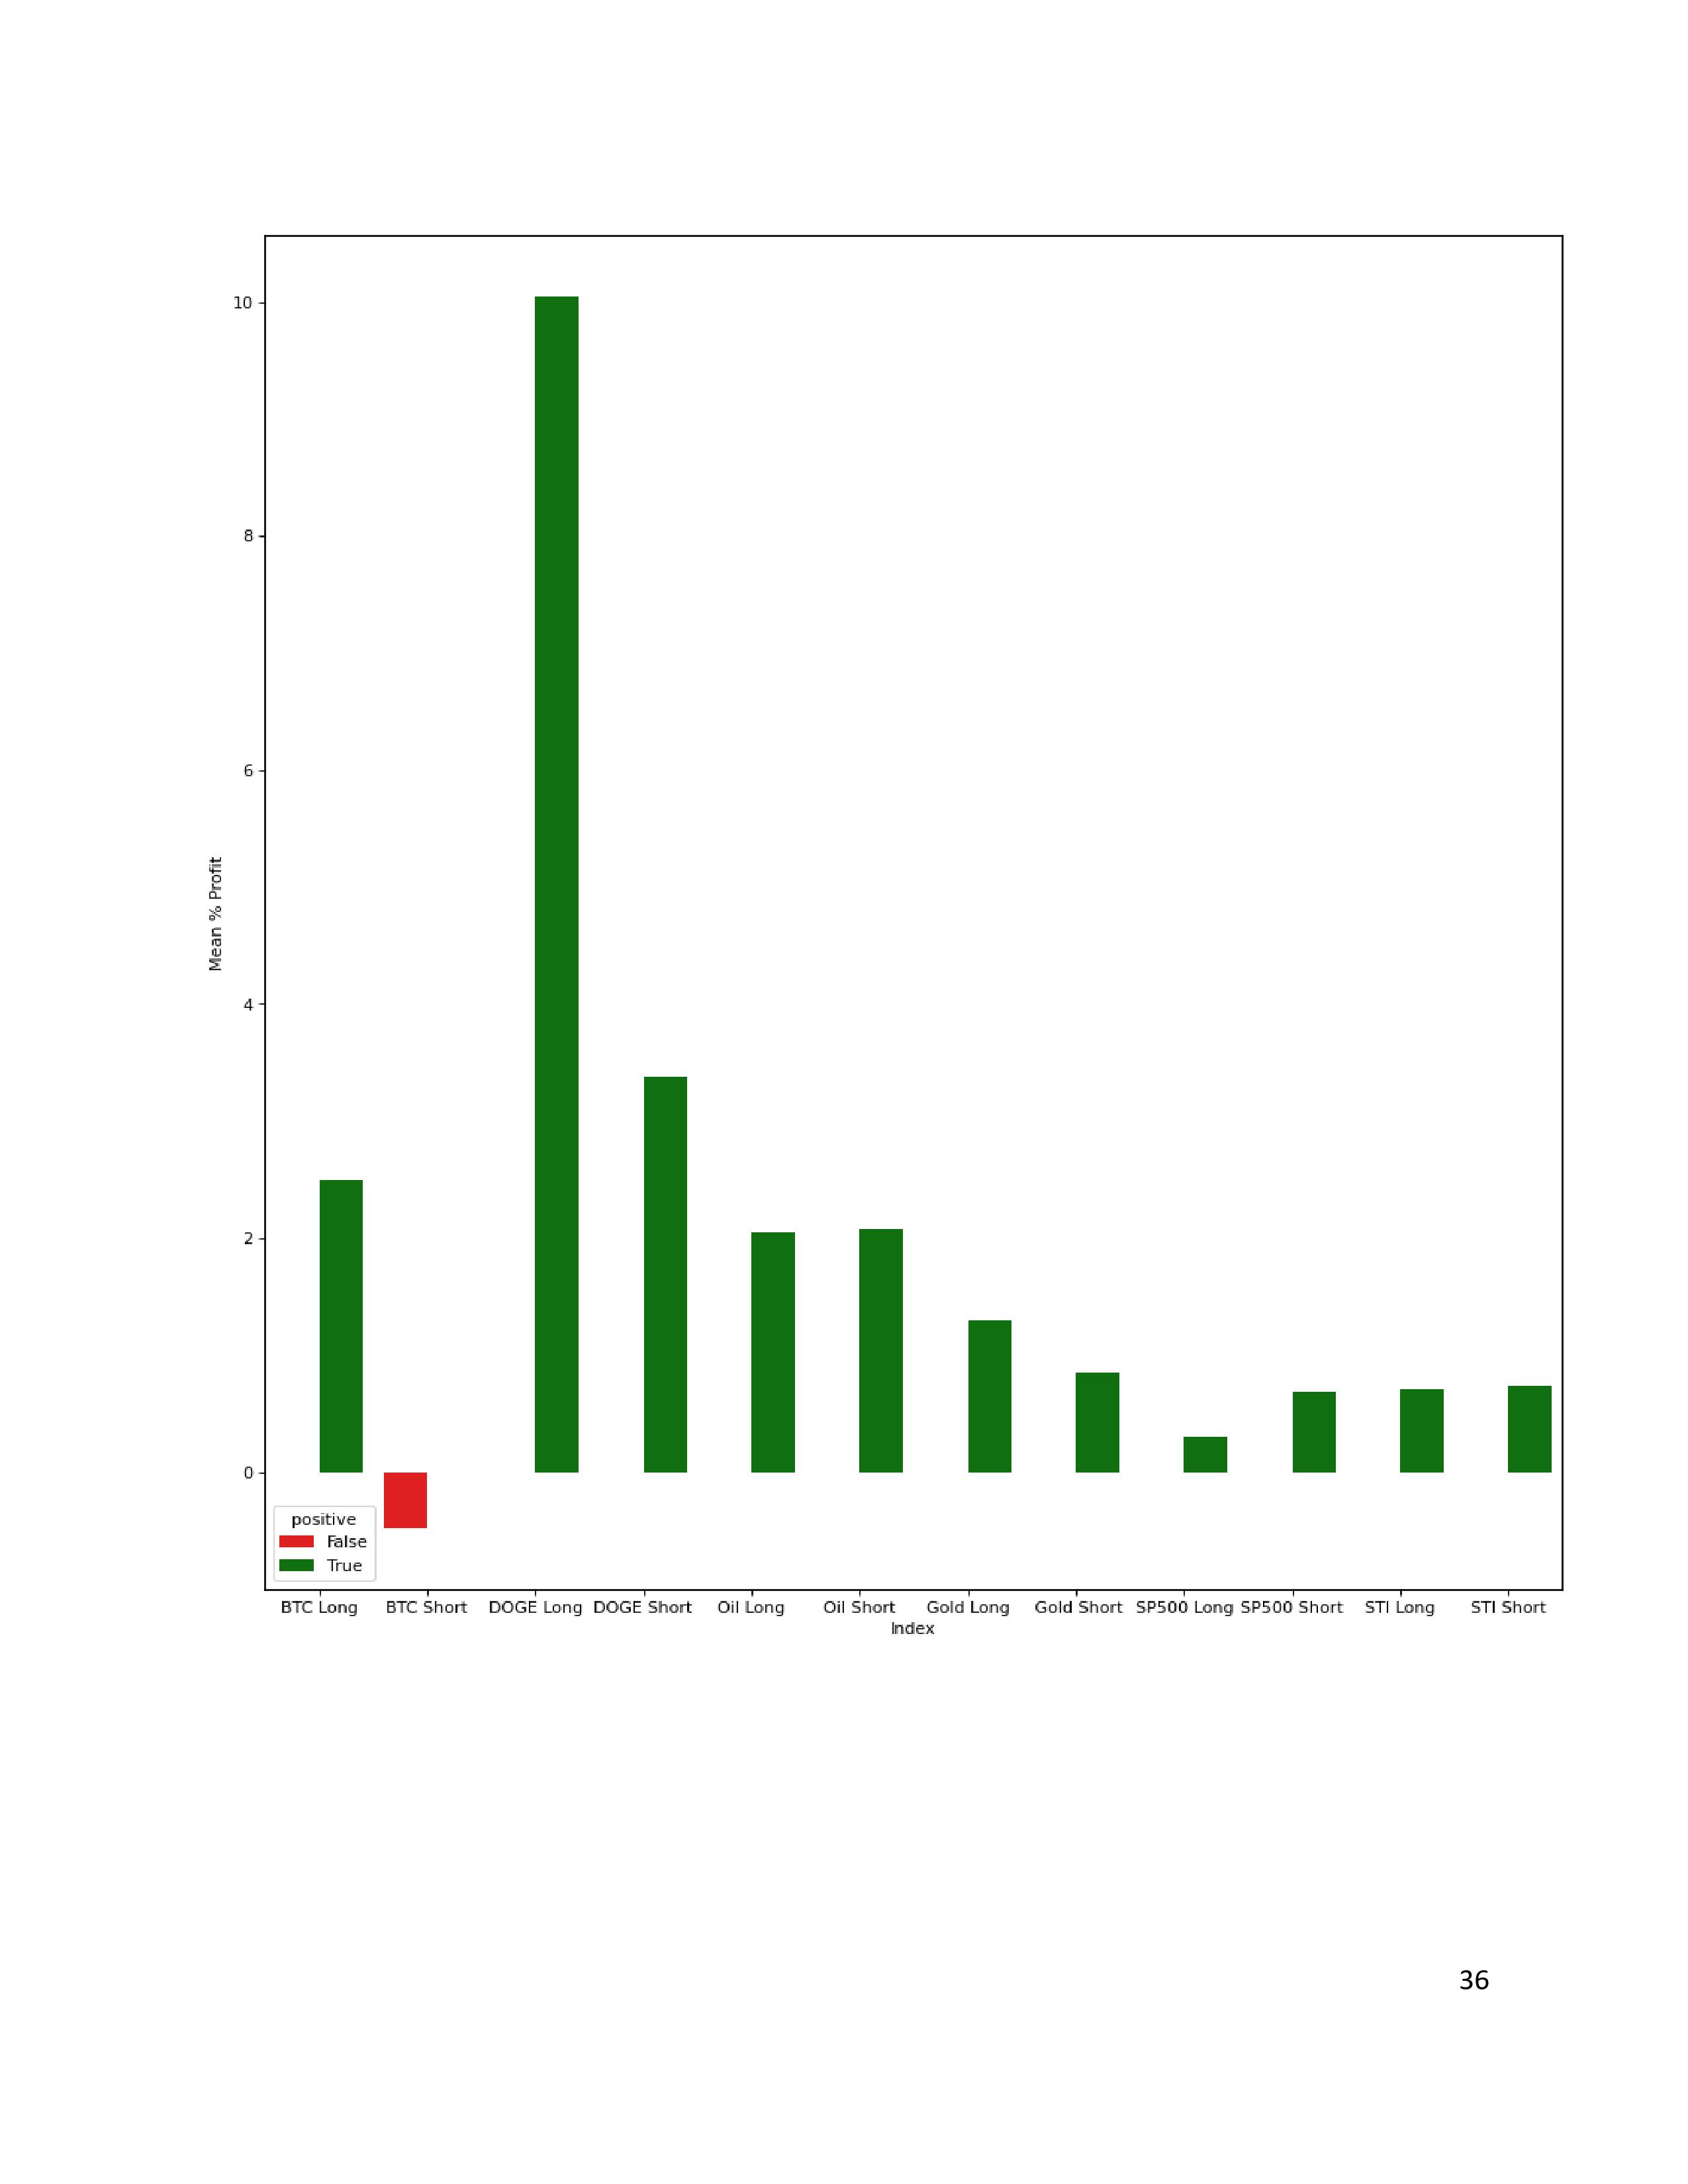 10
8
6
4
2
0
Mean % Profit
positive
False
True
BTC Long BTC Short DOGE Long DOGE Short Oil Long Oil Short Gold Long Gold Short SP500 Long SP500 Short STI Long STI Short
Index
36